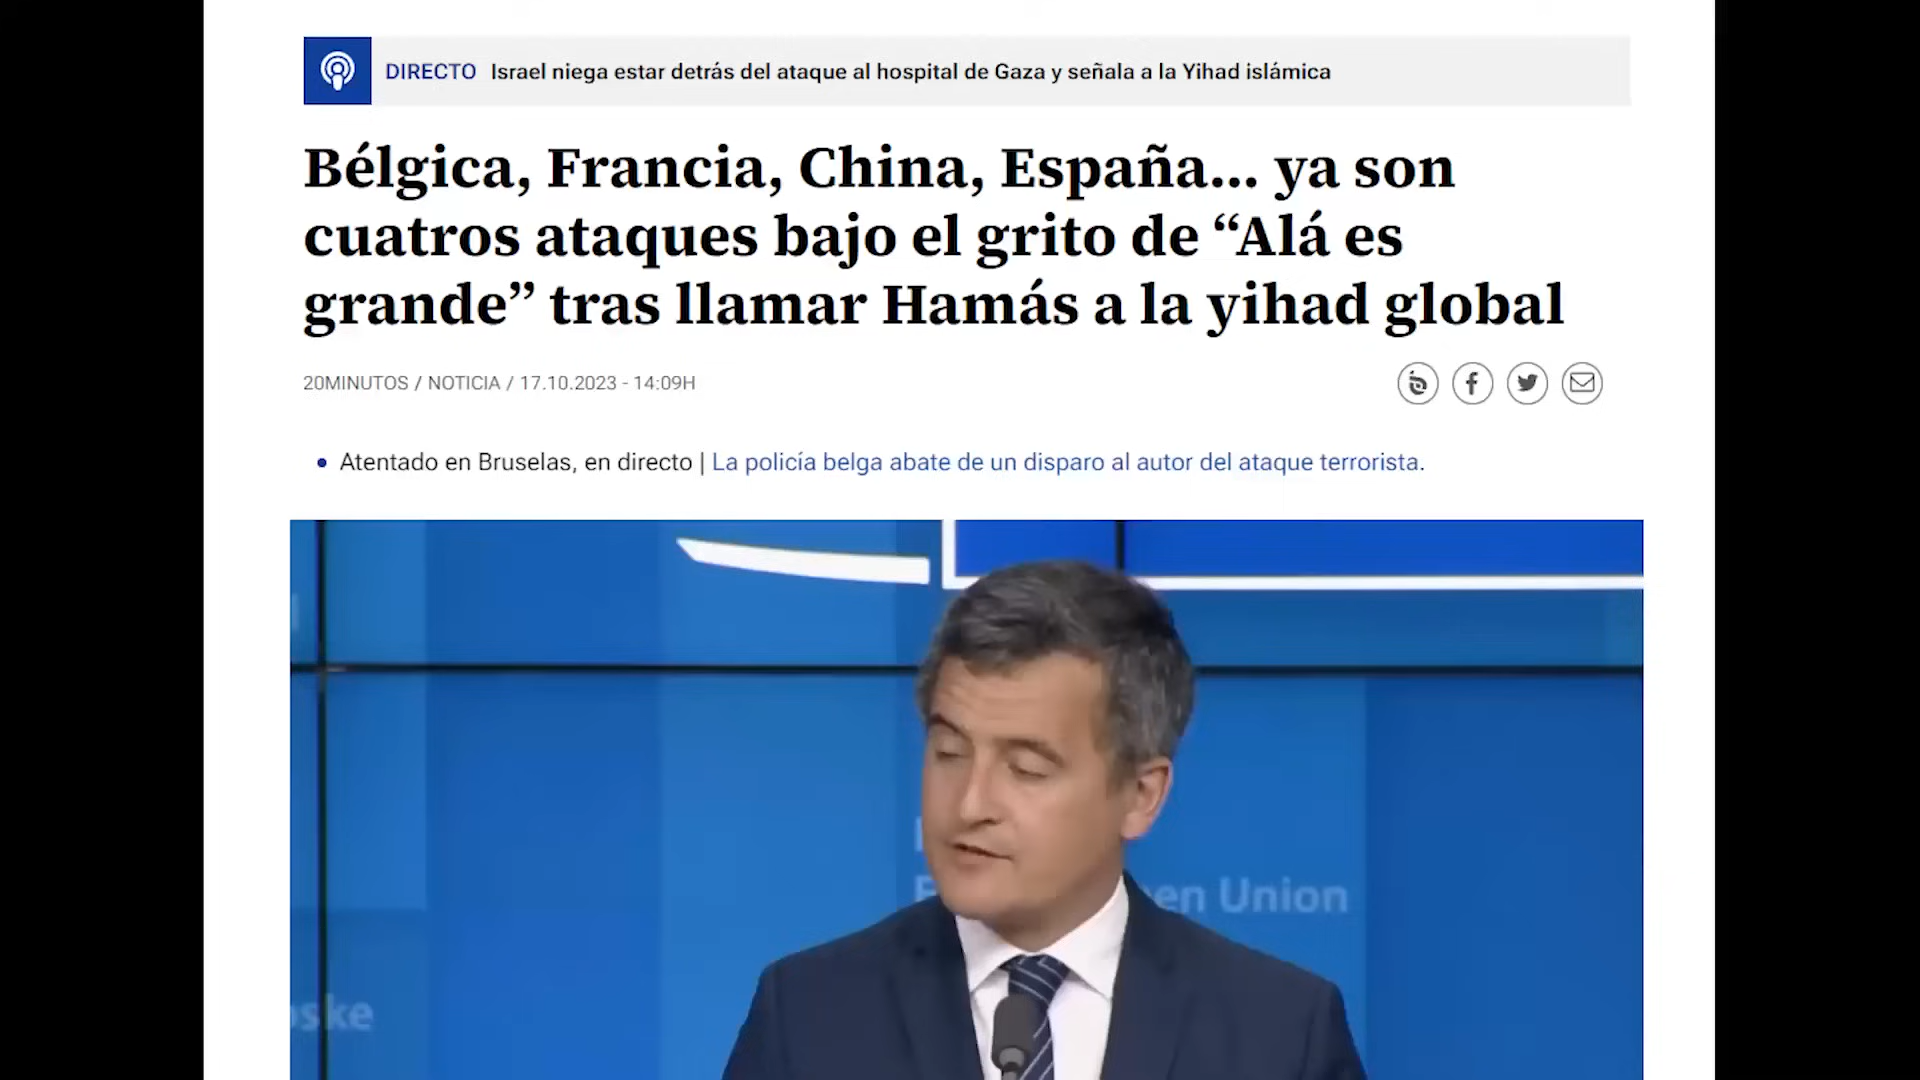 DIRECTO Israel niega estar detrás del ataque al hospital de Gaza y señala a la Yihad islámica
Bélgica, Francia, China, España... ya son
cuatros ataques bajo el grito de “Alá es
grande” tras llamar Hamás a la yihad global
20MINUTOS / NOTICIA / 17.10.2023 - 14:09H
• Atentado en Bruselas, en directo | La policía belga abate de un disparo al autor del ataque terrorista.
en Union
ske